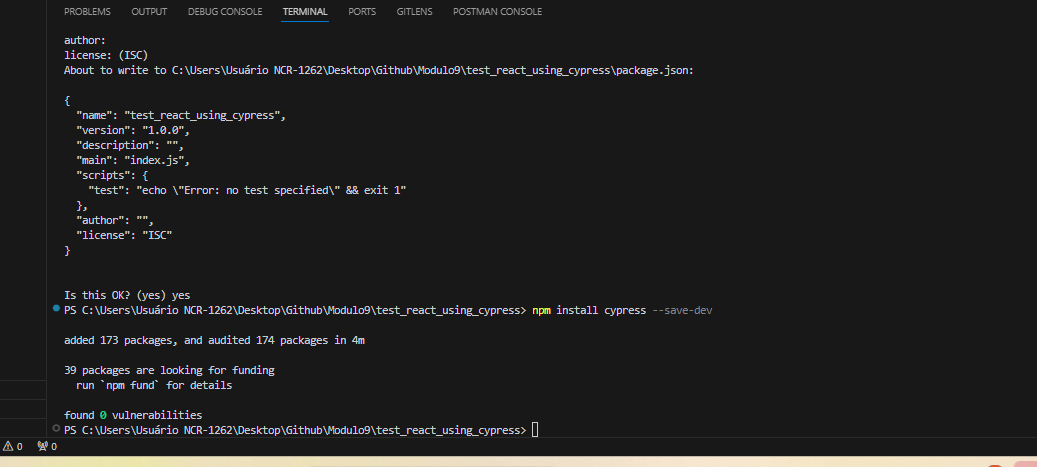 PROBLEMS OUTPUT DEBUG CONSOLE TERMINAL PORTS GITLENS POSTMAN CONSOLE
author:
license: (ISC)
About to write to C:\Users\Usuário NCR-1262\Desktop\Github\Modulo9\test_react_using_cypress\package.json:
{
  "name": "test_react_using_cypress",
  "version": "1.0.0",
  "description": "",
  "main": "index.js",
  "scripts": {
    "test": "echo \"Error: no test specified\" && exit 1"
  },
  "author": "",
  "license": "ISC"
}
Is this OK? (yes) yes
PS C:\Users\Usuário NCR-1262\Desktop\Github\Modulo9\test_react_using_cypress> npm install cypress --save-dev
added 173 packages, and audited 174 packages in 4m
39 packages are looking for funding
  run `npm fund` for details
found 0 vulnerabilities
PS C:\Users\Usuário NCR-1262\Desktop\Github\Modulo9\test_react_using_cypress>
0 0